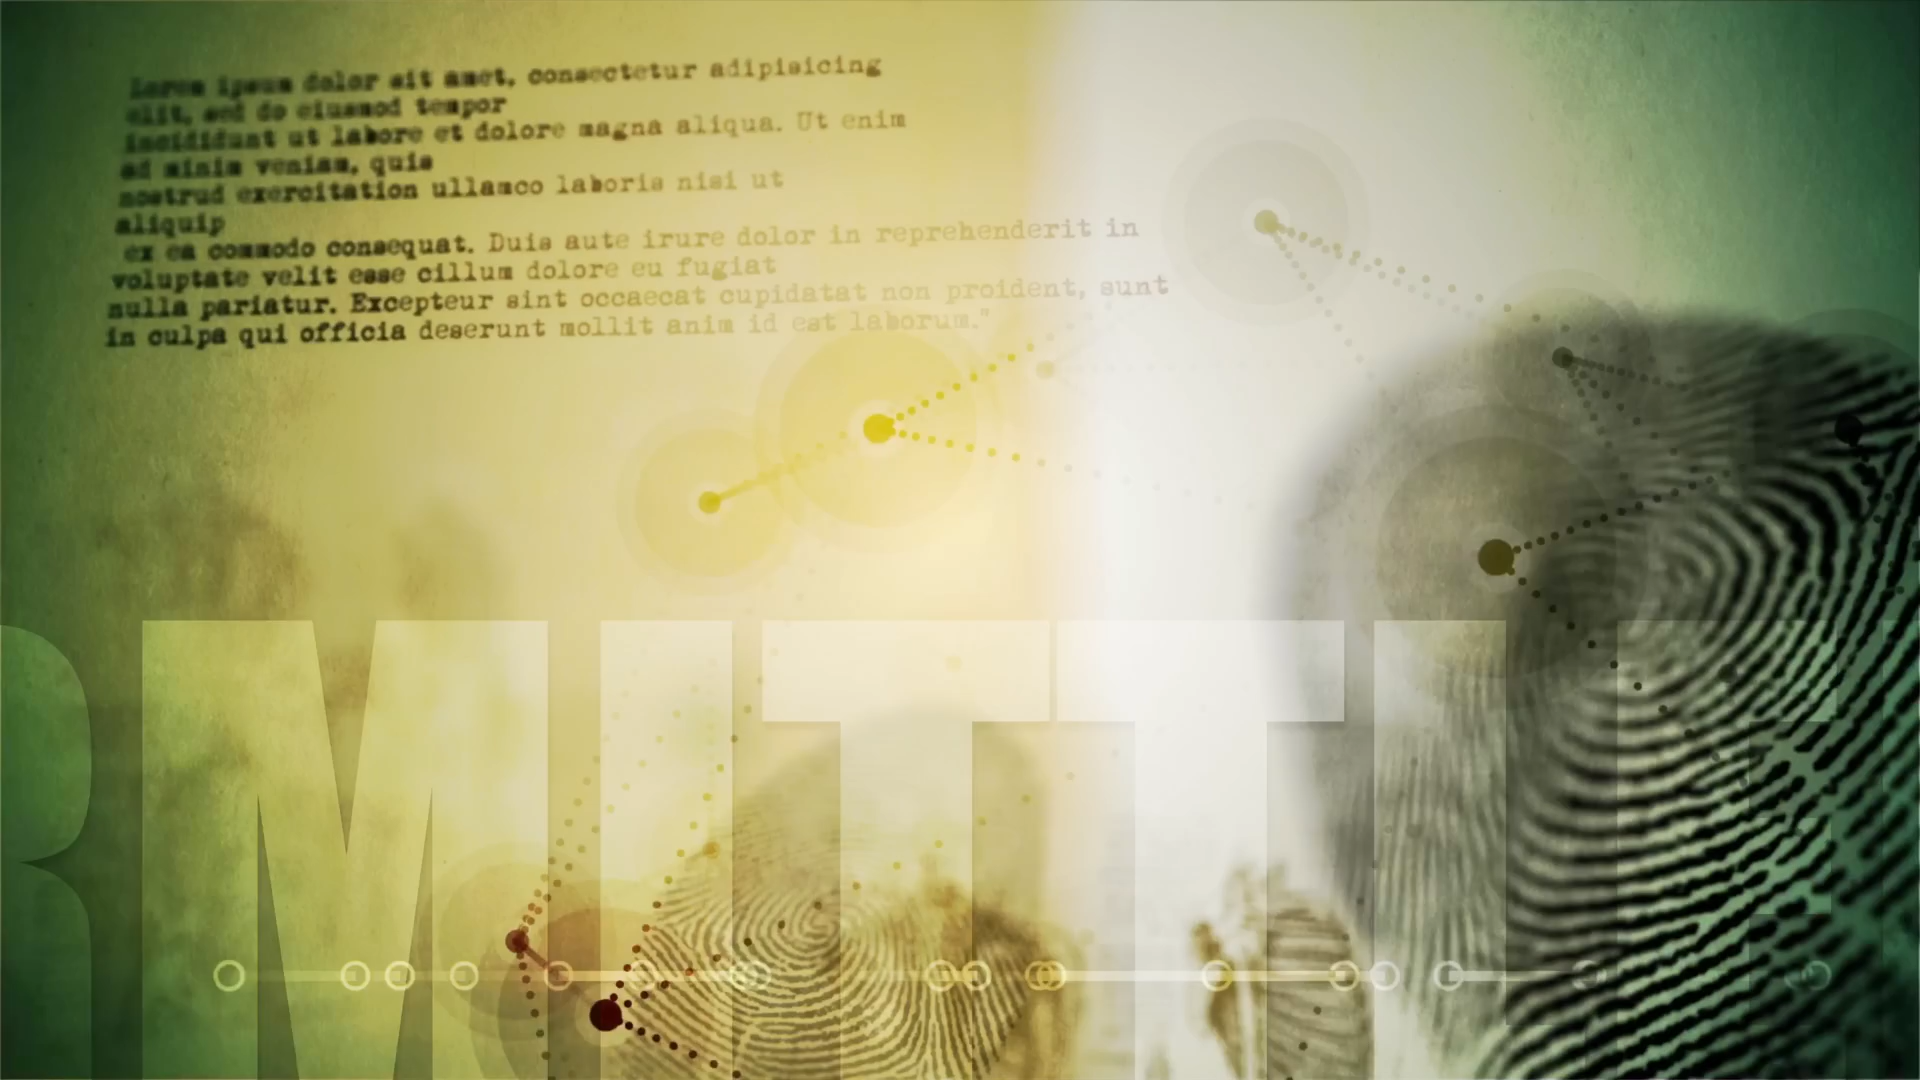 Lorem ipsum dolor sit amet, consectetur adipisicing
elit, sed do eiusmod tempor
incididunt ut labore et dolore magna aliqua. Ut enim
ad minim veniam, quis
nostrud exercitation ullamco laboris nisi ut
aliquip
ex ea commodo consequat. Duis aute irure dolor in reprehenderit in
voluptate velit esse cillum dolore eu fugiat
nulla pariatur. Excepteur sint occaecat cupidatat non proident, sunt
in culpa qui officia deserunt mollit anim id est laborum."
RMITTLE